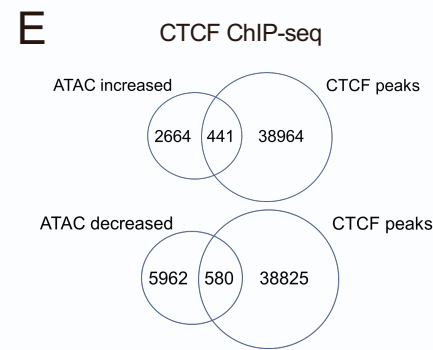 E
CTCF ChIP-seq
ATAC increased
CTCF peaks
2664 441 38964
ATAC decreased
CTCF peaks
5962 580 38825